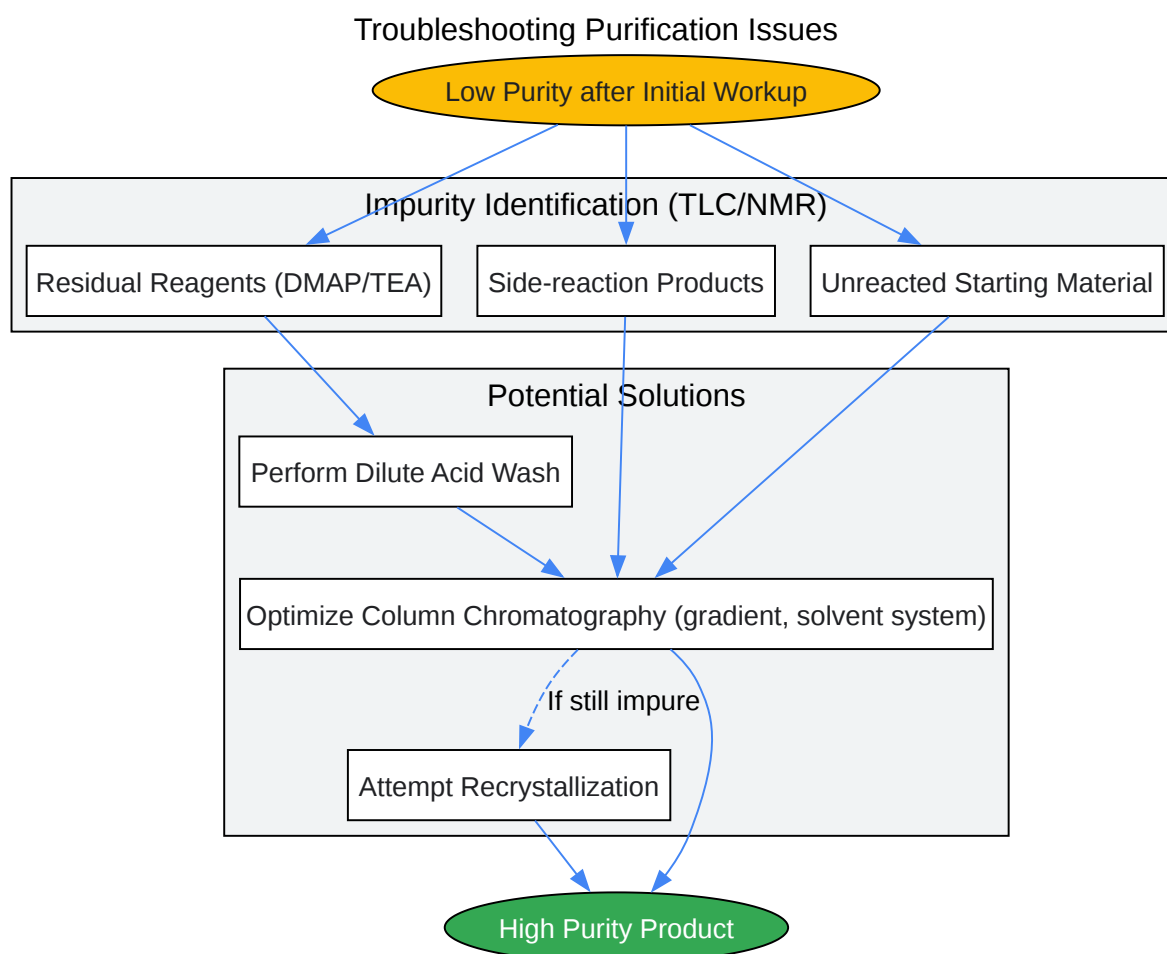 Troubleshooting Purification Issues
Low Purity after Initial Workup
Impurity Identification (TLC/NMR)
Residual Reagents (DMAP/TEA)
Side-reaction Products
Unreacted Starting Material
Potential Solutions
Perform Dilute Acid Wash
Optimize Column Chromatography (gradient, solvent system)
If still impure
Attempt Recrystallization
High Purity Product